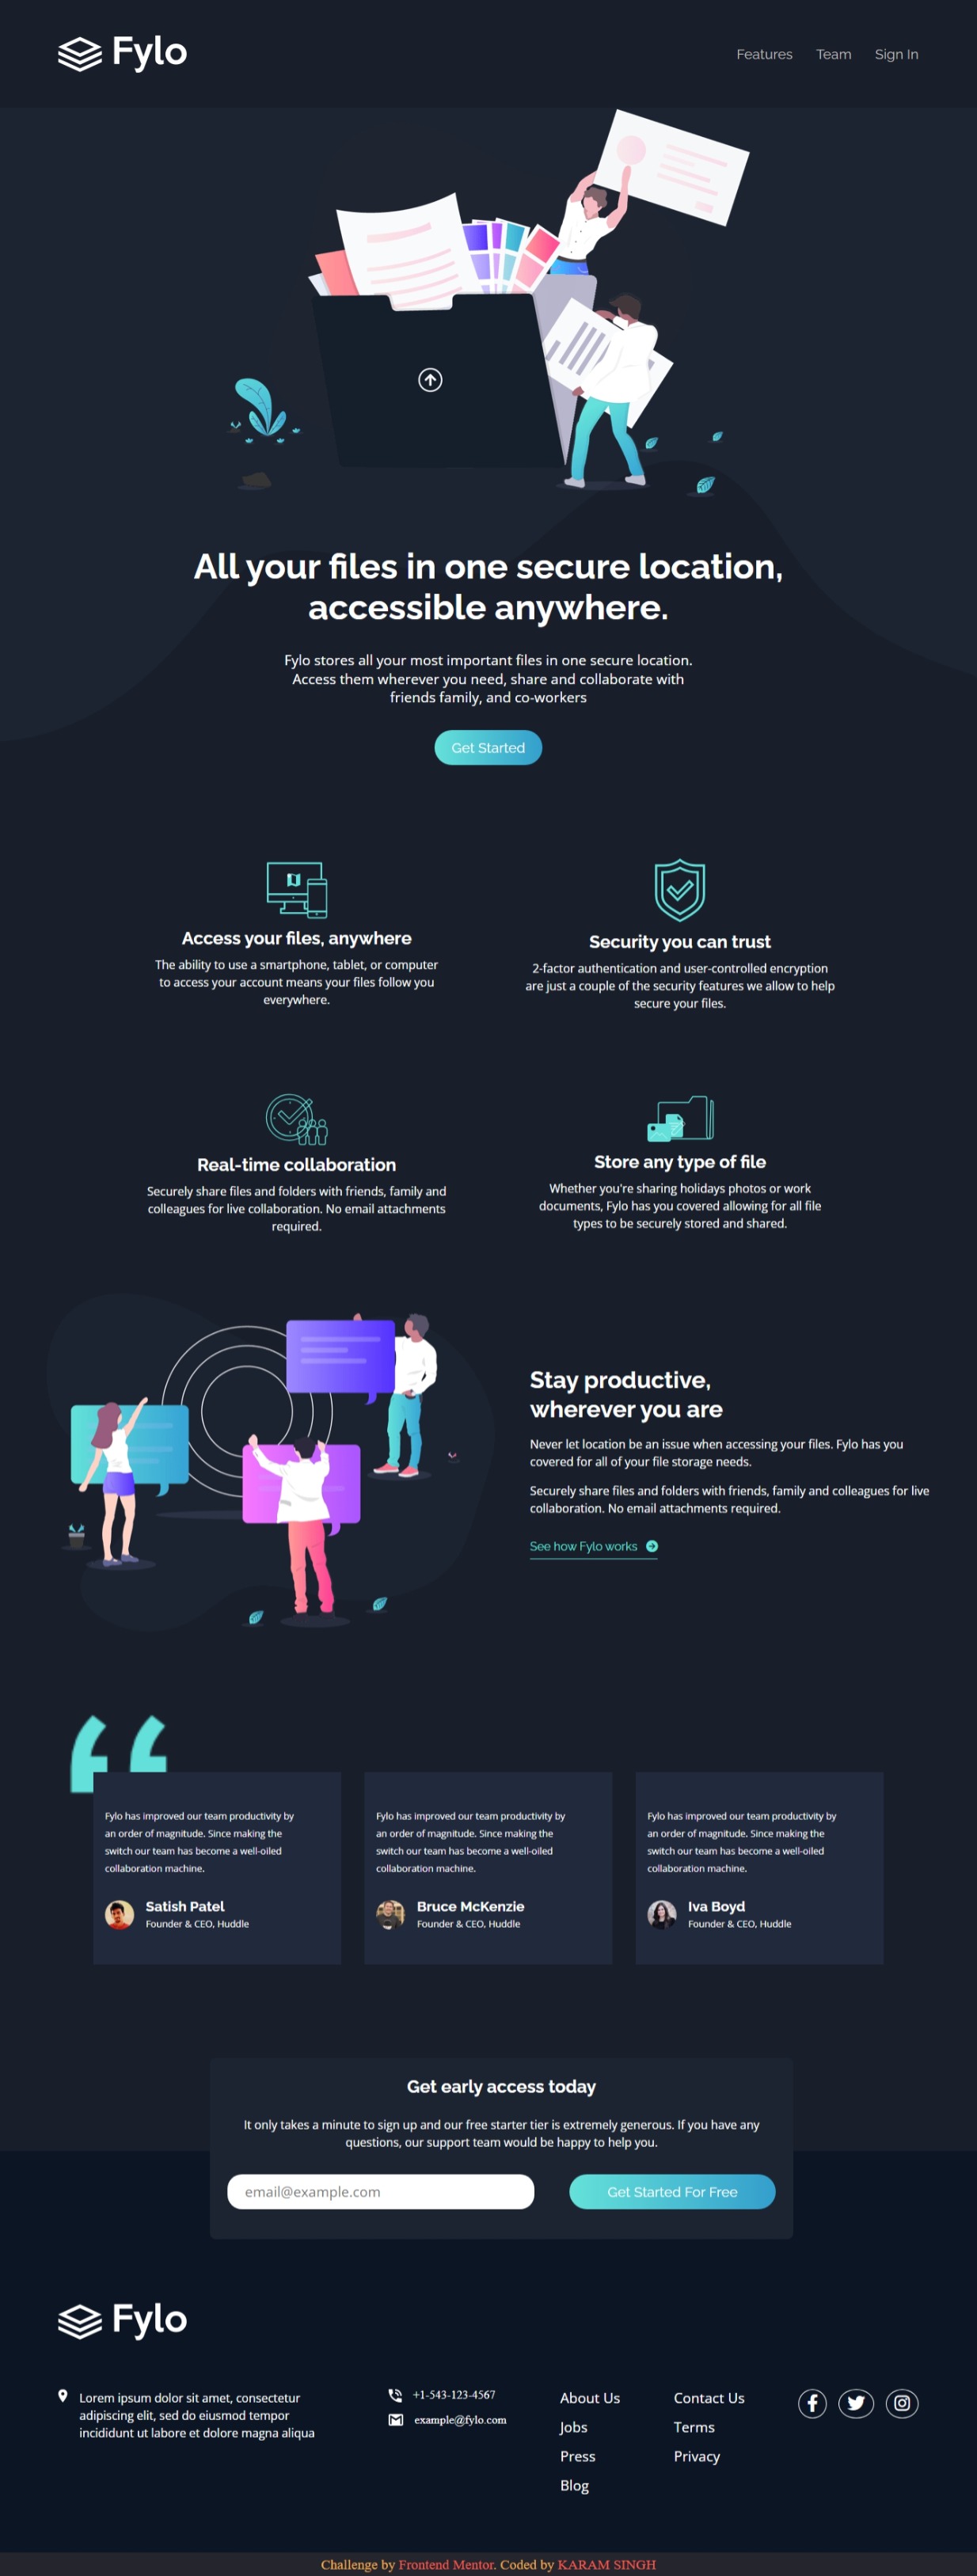 Fylo
Features
Team
Sign In
All your files in one secure location,
accessible anywhere.
Fylo stores all your most important files in one secure location.
Access them wherever you need, share and collaborate with
friends family, and co-workers
Get Started
Access your files, anywhere
The ability to use a smartphone, tablet, or computer
to access your account means your files follow you
everywhere.
Security you can trust
2-factor authentication and user-controlled encryption
are just a couple of the security features we allow to help
secure your files.
Real-time collaboration
Securely share files and folders with friends, family and
colleagues for live collaboration. No email attachments
required.
Store any type of file
Whether you're sharing holidays photos or work
documents, Fylo has you covered allowing for all file
types to be securely stored and shared.
Stay productive,
wherever you are
Never let location be an issue when accessing your files. Fylo has you
covered for all of your file storage needs.
Securely share files and folders with friends, family and colleagues for live
collaboration. No email attachments required.
See how Fylo works
Fylo has improved our team productivity by
an order of magnitude. Since making the
switch our team has become a well-oiled
collaboration machine.
Satish Patel
Founder & CEO, Huddle
Fylo has improved our team productivity by
an order of magnitude. Since making the
switch our team has become a well-oiled
collaboration machine.
Bruce McKenzie
Founder & CEO, Huddle
Fylo has improved our team productivity by
an order of magnitude. Since making the
switch our team has become a well-oiled
collaboration machine.
Iva Boyd
Founder & CEO, Huddle
Get early access today
It only takes a minute to sign up and our free starter tier is extremely generous. If you have any
questions, our support team would be happy to help you.
email@example.com
Get Started For Free
Fylo
Lorem ipsum dolor sit amet, consectetur
adipiscing elit, sed do eiusmod tempor
incididunt ut labore et dolore magna aliqua
+1-543-123-4567
example@fylo.com
About Us
Jobs
Press
Blog
Contact Us
Terms
Privacy
Challenge by Frontend Mentor. Coded by KARAM SINGH